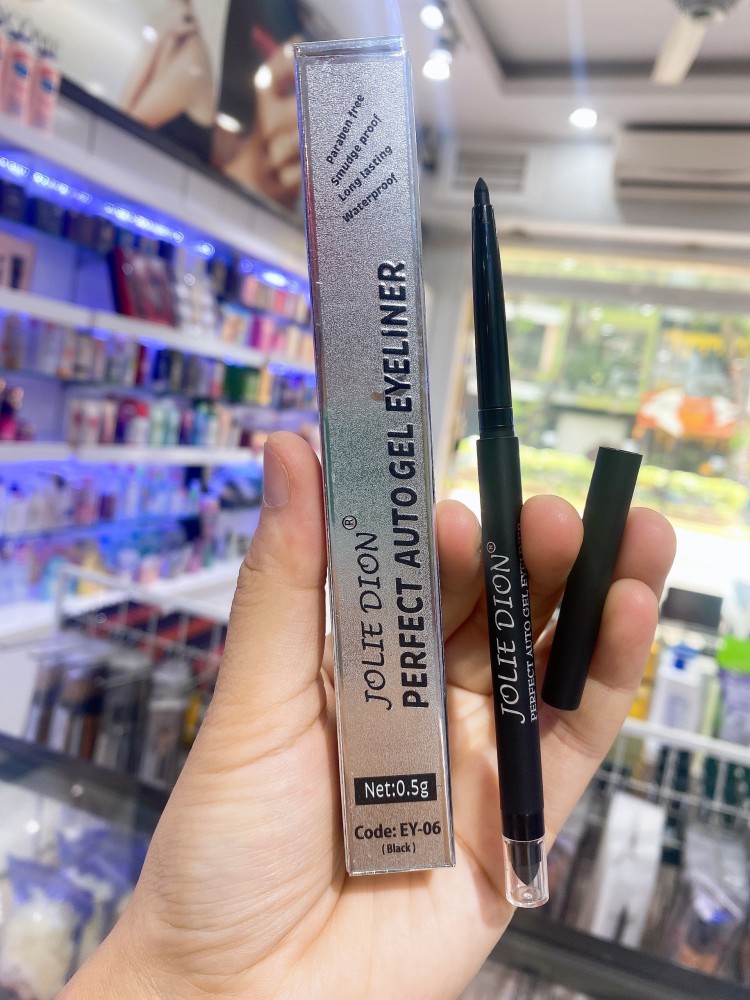 Paraben free
Smudge proof
Long lasting
Waterproof
JOLIE DION®
PERFECT AUTO GEL EYELINER
Net:0.5g
Code: EY-06
( Black )
JOLIE DION®
PERFECT AUTO GEL EYELINER